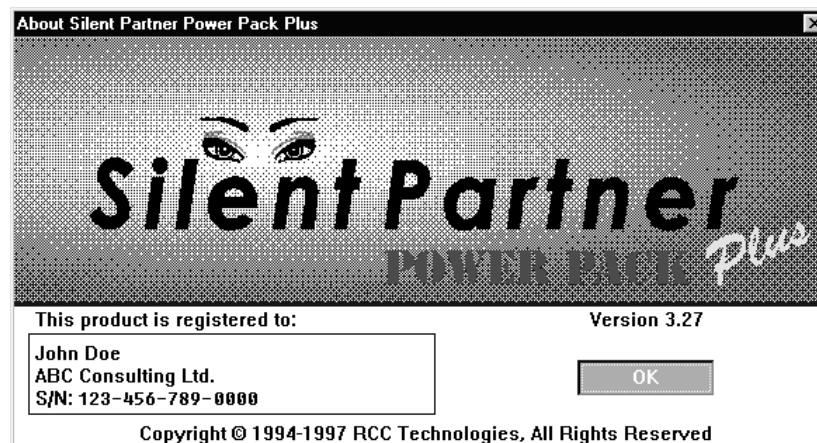 About Silent Partner Power Pack Plus
Silent Partner
POWER PACK Plus
This product is registered to:
Version 3.27
John Doe
ABC Consulting Ltd.
S/N: 123-456-789-0000
OK
Copyright © 1994-1997 RCC Technologies, All Rights Reserved